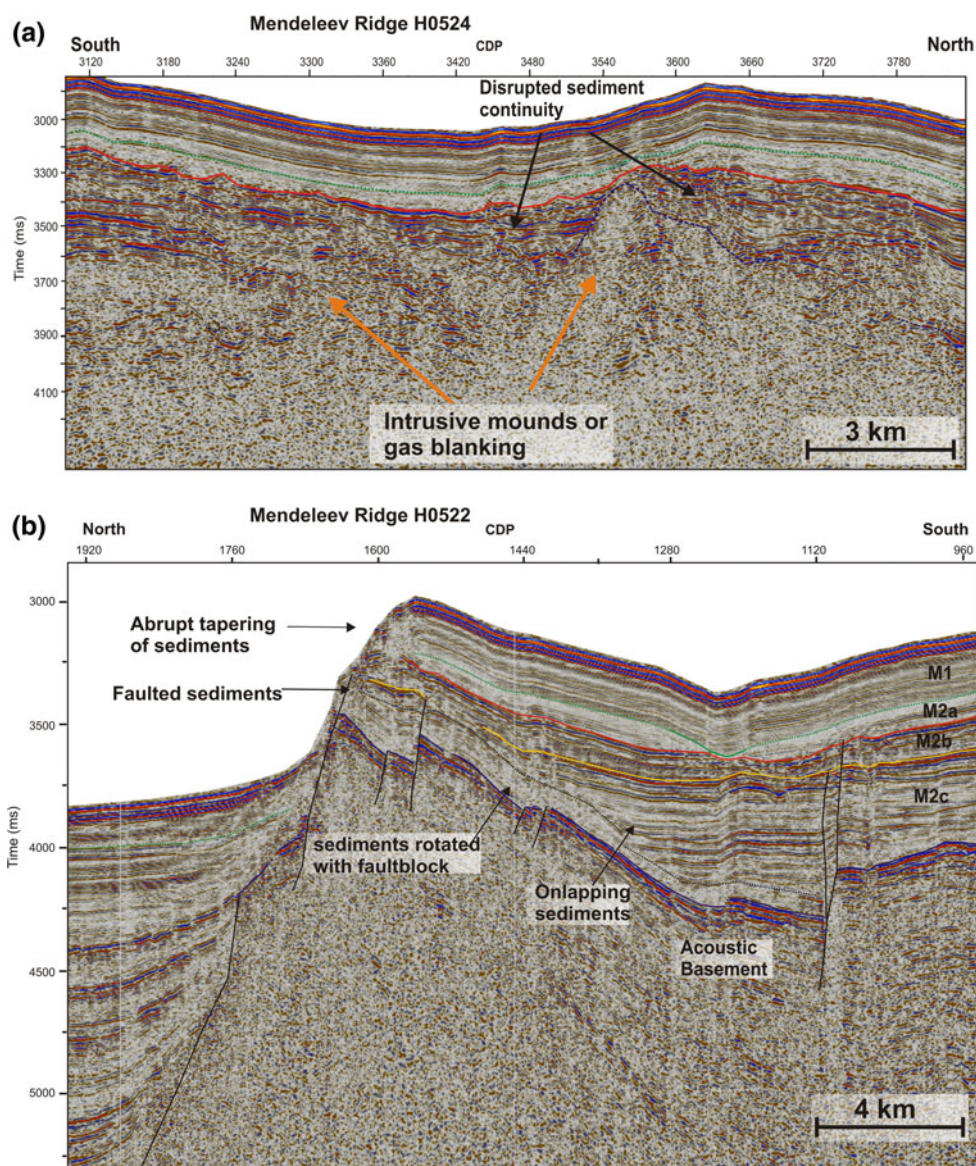 (a)
Mendeleev Ridge H0524
South
CDP
North
3120 3180 3240 3300 3360 3420 3480 3540 3600 3660 3720 3780
Disrupted sediment
continuity
Time (ms)
3000
3300
3500
3700
3900
4100
Intrusive mounds or
gas blanking
3 km
(b)
Mendeleev Ridge H0522
North
CDP
South
1920 1760 1600 1440 1280 1120 960
Time (ms)
3000
3500
4000
4500
5000
Abrupt tapering
of sediments
Faulted sediments
M1
M2a
M2b
M2c
sediments rotated
with faultblock
Onlapping
sediments
Acoustic
Basement
4 km